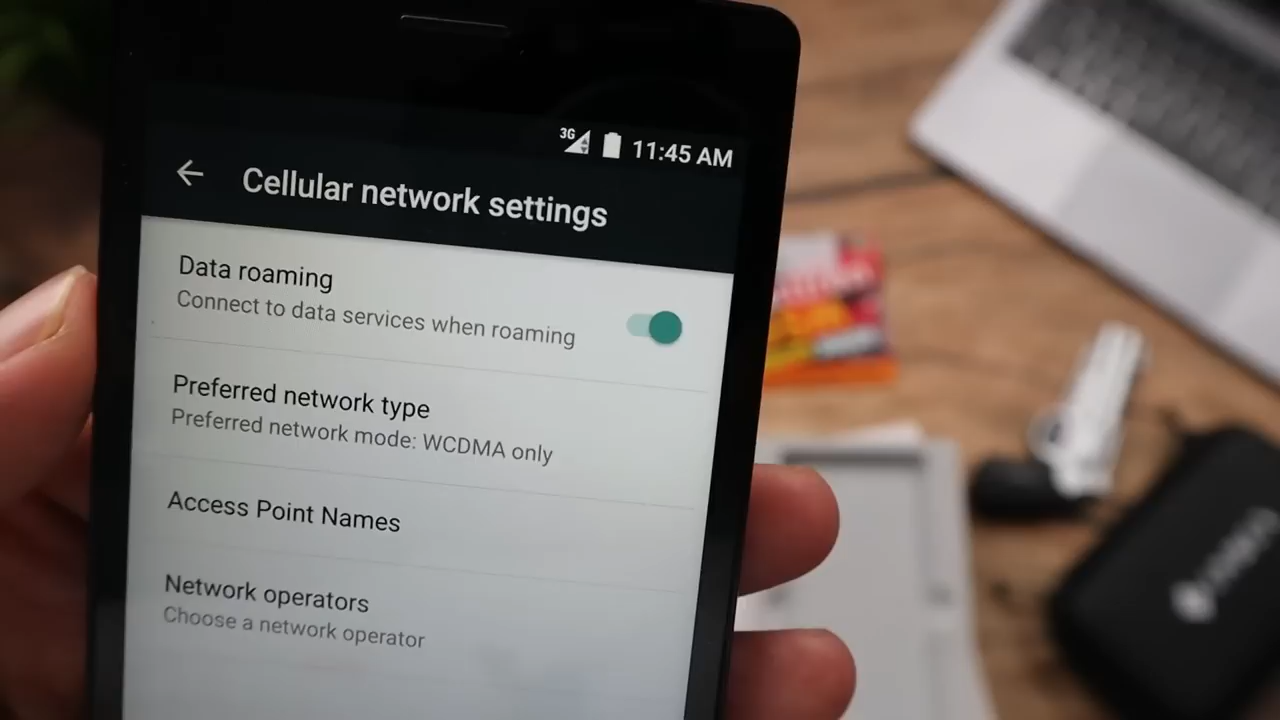 3G 11:45 AM
Cellular network settings
Data roaming
Connect to data services when roaming
Preferred network type
Preferred network mode: WCDMA only
Access Point Names
Network operators
Choose a network operator